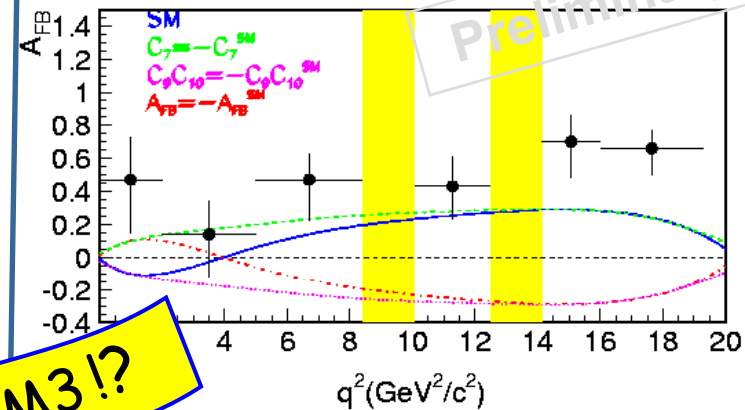 Prelimin
A_FB
SM
C₇=−C₇^SM
C₉C₁₀=−C₉C₁₀^SM
A_FB=−A_FB^SM
1.4
1.2
1
0.8
0.6
0.4
0.2
0
-0.2
-0.4
4 6 8 10 12 14 16 18 20
q²(GeV²/c²)
M3!?